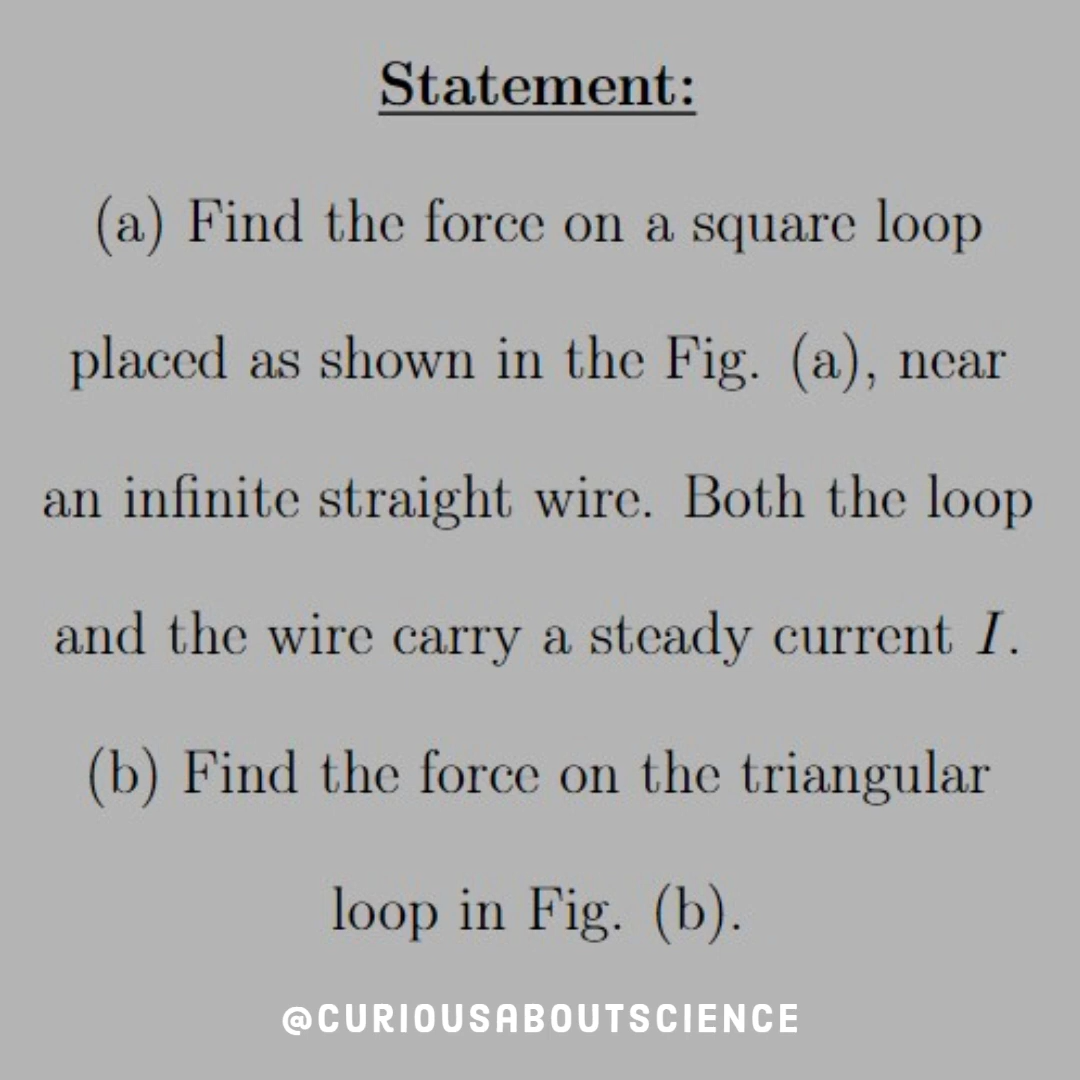 Statement:
(a) Find the force on a square loop
placed as shown in the Fig. (a), near
an infinite straight wire. Both the loop
and the wire carry a steady current I.
(b) Find the force on the triangular
loop in Fig. (b).
@CURIOUSABOUTSCIENCE